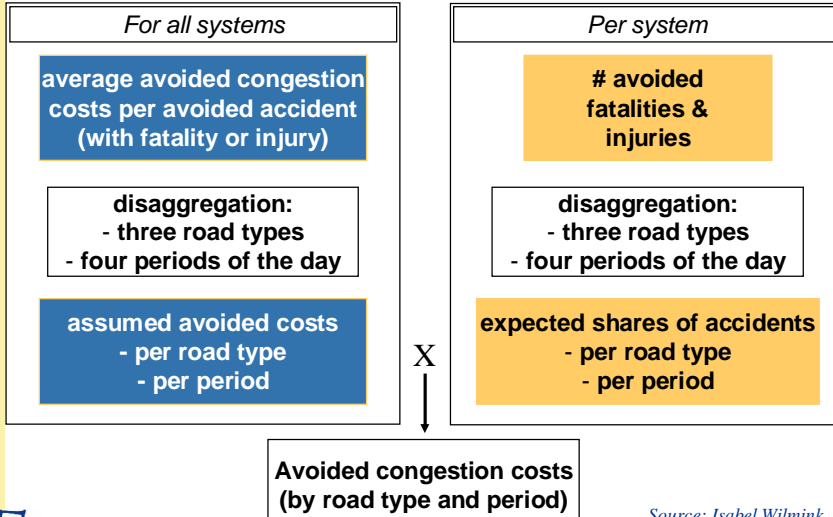 For all systems
average avoided congestion
costs per avoided accident
(with fatality or injury)
disaggregation:
- three road types
- four periods of the day
assumed avoided costs
- per road type
- per period
X
Per system
# avoided
fatalities &
injuries
disaggregation:
- three road types
- four periods of the day
expected shares of accidents
- per road type
- per period
Avoided congestion costs
(by road type and period)
Source: Isabel Wilmink